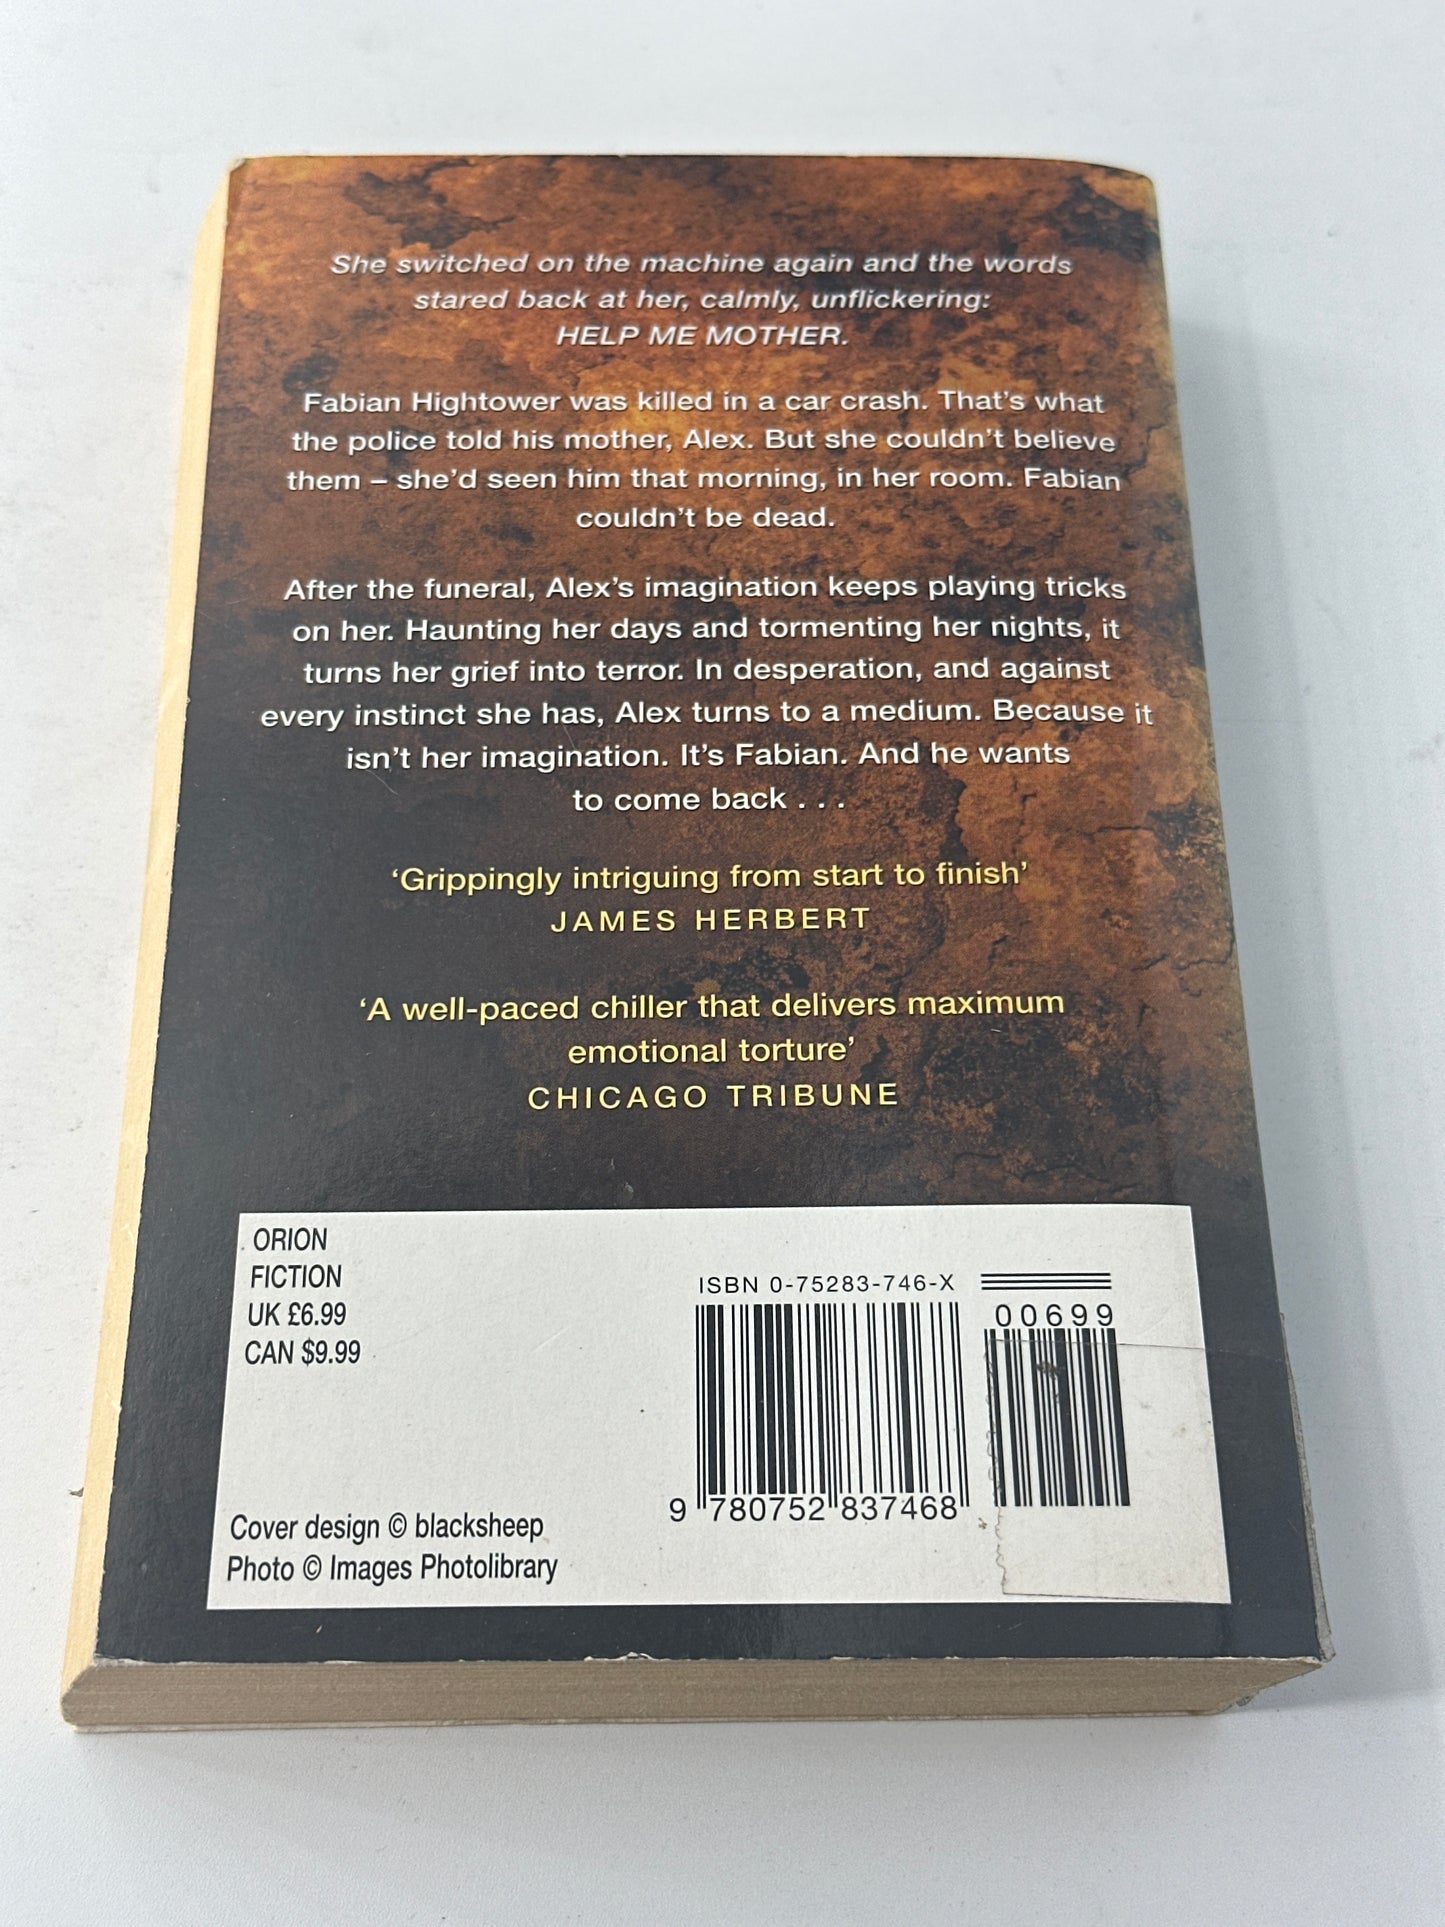 She switched on the machine again and the words
stared back at her, calmly, unflickering:
HELP ME MOTHER.
Fabian Hightower was killed in a car crash. That's what
the police told his mother, Alex. But she couldn't believe
them – she'd seen him that morning, in her room. Fabian
couldn't be dead.
After the funeral, Alex's imagination keeps playing tricks
on her. Haunting her days and tormenting her nights, it
turns her grief into terror. In desperation, and against
every instinct she has, Alex turns to a medium. Because it
isn't her imagination. It's Fabian. And he wants
to come back . . .
‘Grippingly intriguing from start to finish’
JAMES HERBERT
‘A well-paced chiller that delivers maximum
emotional torture’
CHICAGO TRIBUNE
ORION
FICTION
UK £6.99
CAN $9.99
Cover design © blacksheep
Photo © Images Photolibrary
ISBN 0-75283-746-X
00699
9 780752 837468